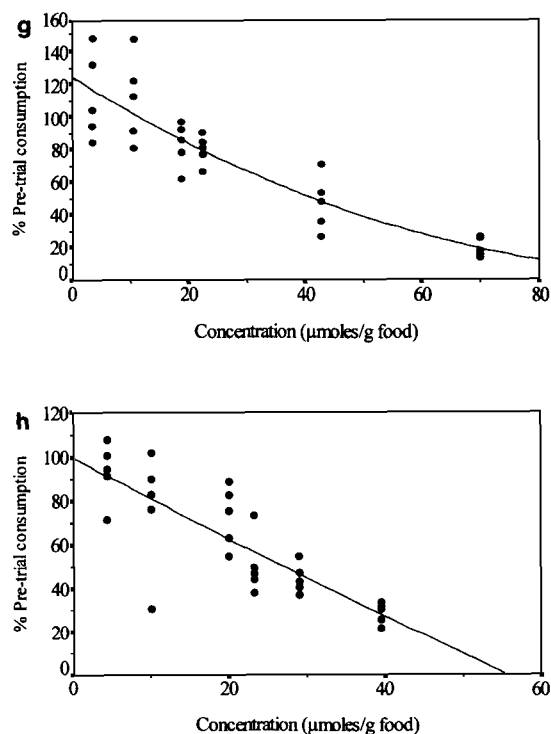 g
160
140
120
100
80
60
40
20
0
% Pre-trial consumption
0 20 40 60 80
Concentration (µmoles/g food)
h
120
100
80
60
40
20
0
% Pre-trial consumption
0 20 40 60
Concentration (µmoles/g food)